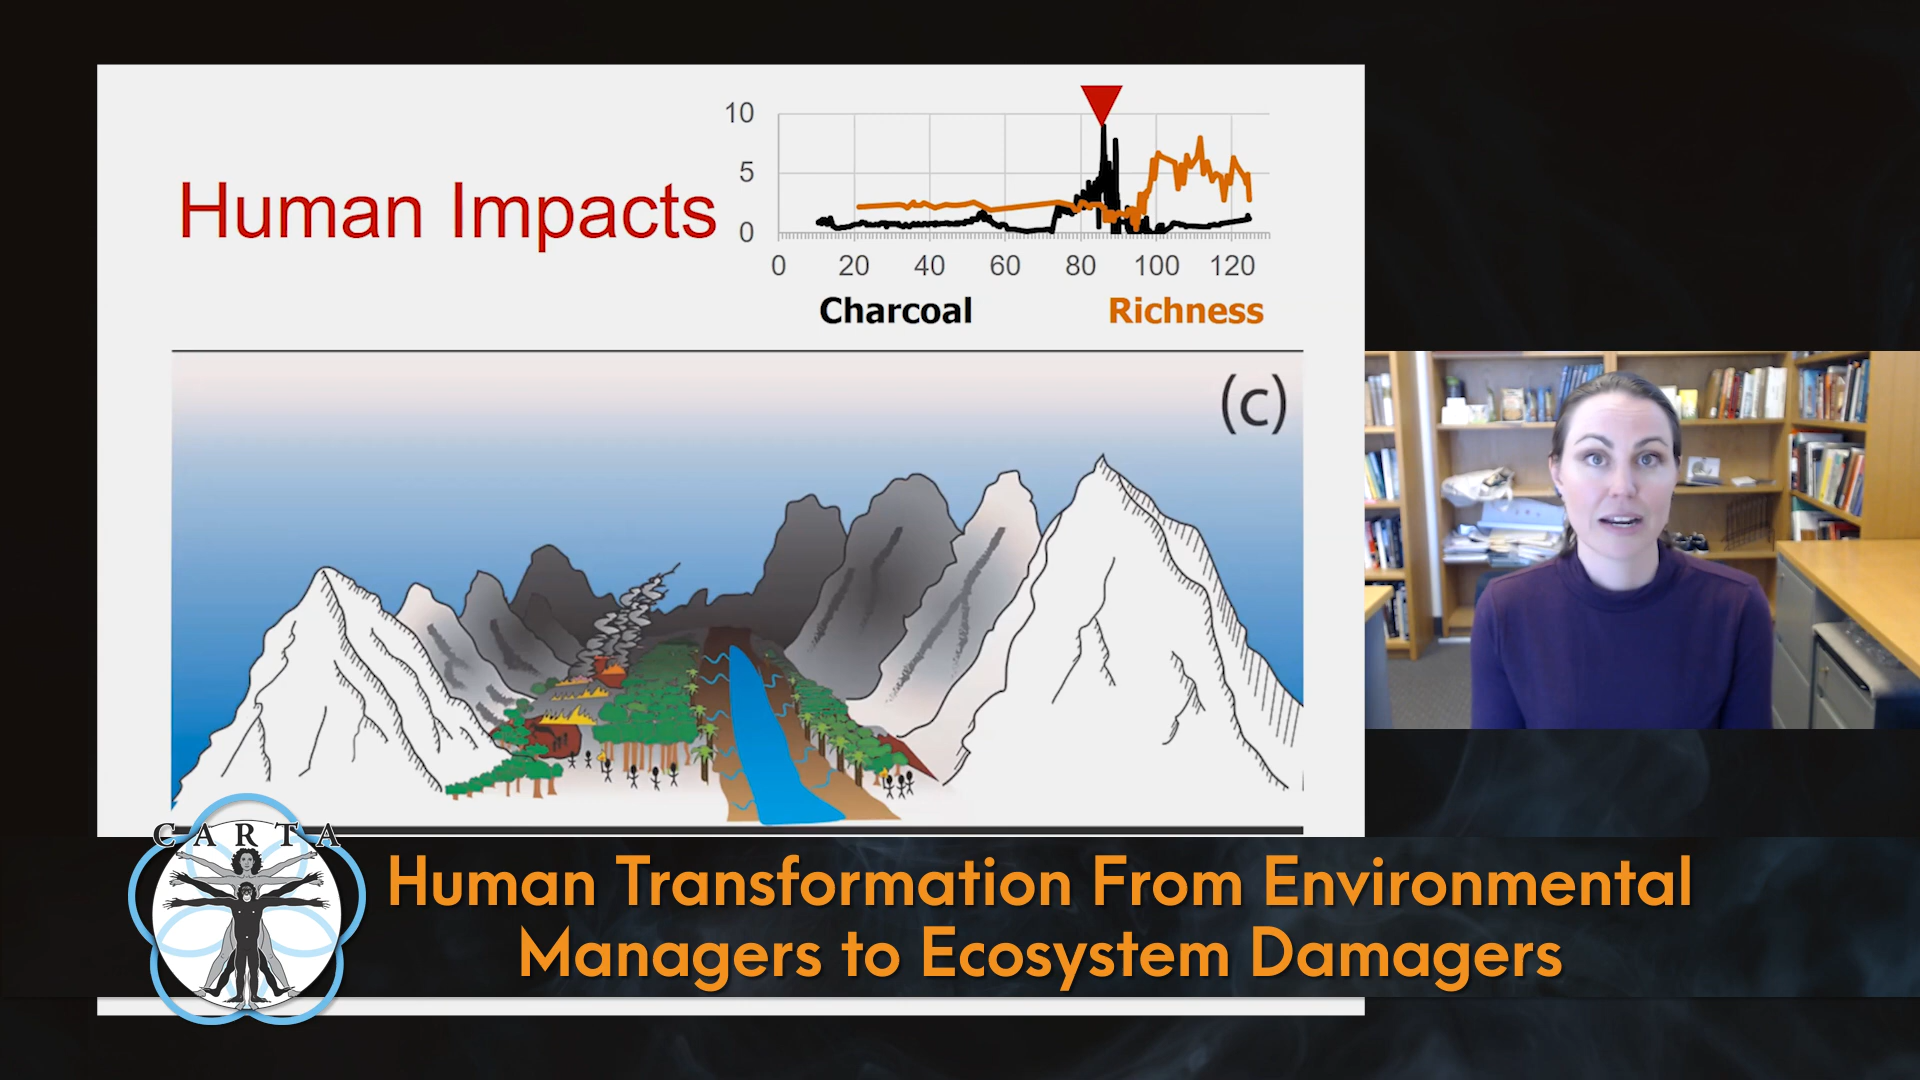 10
5
0
0 20 40 60 80 100 120
Human Impacts
Charcoal Richness
(c)
CARTA
Human Transformation From Environmental
Managers to Ecosystem Damagers